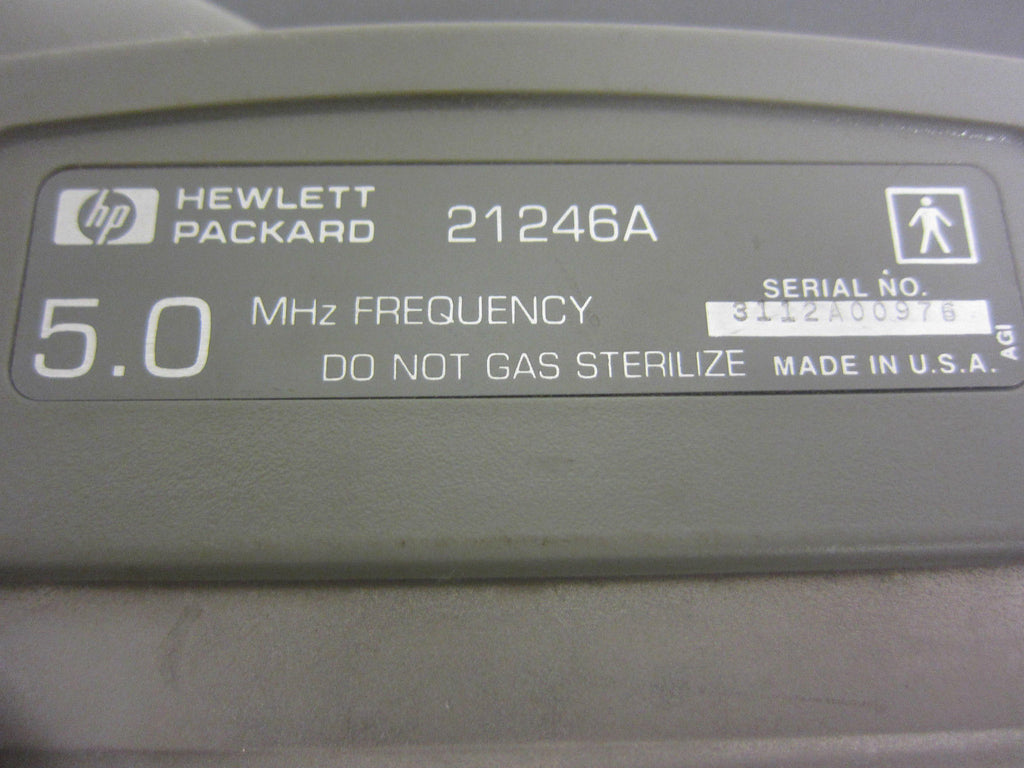 hp HEWLETT
PACKARD
21246A
5.0 MHz FREQUENCY
DO NOT GAS STERILIZE
SERIAL NO.
3112A00976
MADE IN U.S.A.
AGI